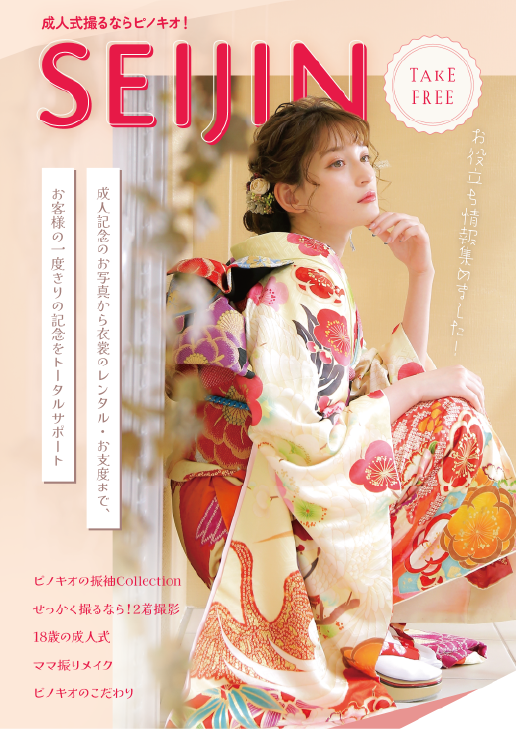 成人式撮るならピノキオ！
SEIJIN
TAKE
FREE
お役立ち情報集めました！
成人記念のお写真から衣裳のレンタル・お支度まで、
お客様の一度きりの記念をトータルサポート
ピノキオの振袖Collection
せっかく撮るなら！2着撮影
18歳の成人式
ママ振りメイク
ピノキオのこだわり